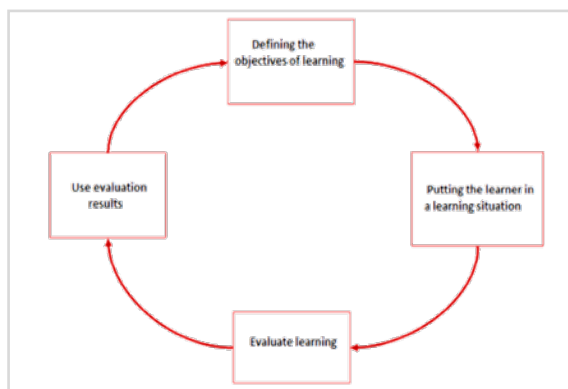 Defining the
objectives of learning
Putting the learner in
a learning situation
Evaluate learning
Use evaluation
results